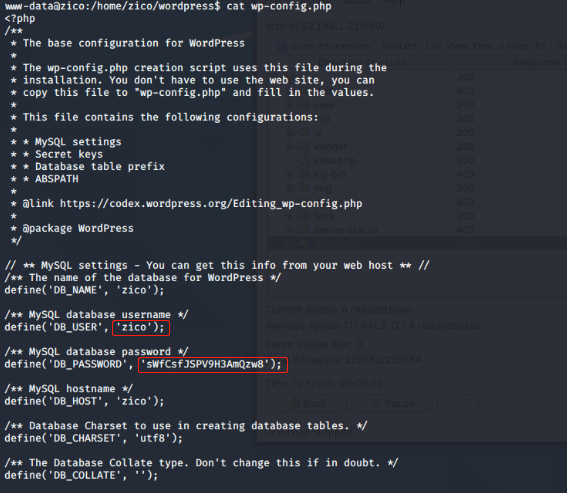 www-data@zico:/home/zico/wordpress$ cat wp-config.php
<?php
/**
 * The base configuration for WordPress
 *
 * The wp-config.php creation script uses this file during the
 * installation. You don't have to use the web site, you can
 * copy this file to "wp-config.php" and fill in the values.
 *
 * This file contains the following configurations:
 *
 * * MySQL settings
 * * Secret keys
 * * Database table prefix
 * * ABSPATH
 *
 * @link https://codex.wordpress.org/Editing_wp-config.php
 *
 * @package WordPress
 */
// ** MySQL settings - You can get this info from your web host ** //
/** The name of the database for WordPress */
define('DB_NAME', 'zico');
/** MySQL database username */
define('DB_USER', 'zico');
/** MySQL database password */
define('DB_PASSWORD', 'sWfCsfJSPV9H3AmQzw8');
/** MySQL hostname */
define('DB_HOST', 'zico');
/** Database Charset to use in creating database tables. */
define('DB_CHARSET', 'utf8');
/** The Database Collate type. Don't change this if in doubt. */
define('DB_COLLATE', '');